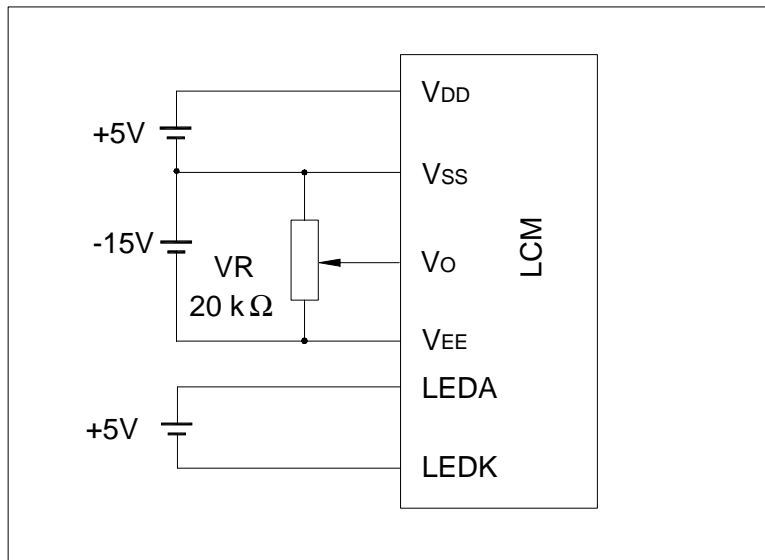 VDD
+5V
VSS
-15V
LCM
VR
VO
20 kΩ
VEE
LEDA
+5V
LEDK